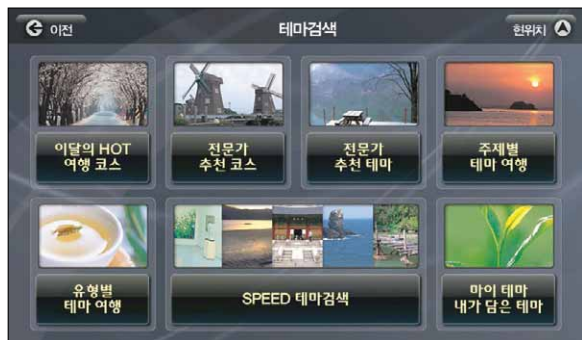 이전
테마검색
현위치
이달의 HOT
여행 코스
전문가
추천 코스
전문가
추천 테마
주제별
테마 여행
유형별
테마 여행
SPEED 테마검색
마이 테마
내가 담은 테마